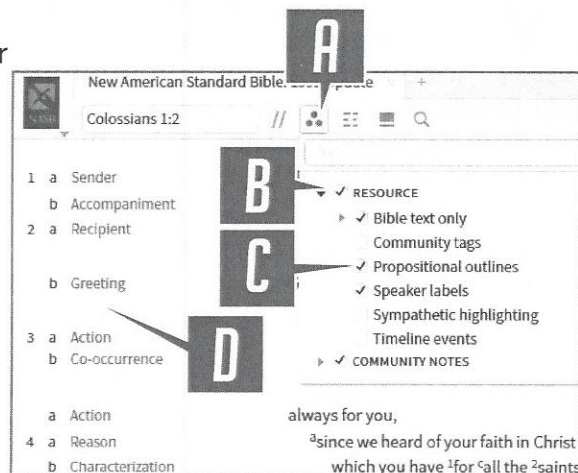 r
A
New American Standard Bible:
Colossians 1:2
NASB
B
RESOURCE
Bible text only
Community tags
C
Propositional outlines
Speaker labels
Sympathetic highlighting
Timeline events
COMMUNITY NOTES
1 a Sender
b Accompaniment
2 a Recipient
b Greeting
D
3 a Action
b Co-occurrence
a Action always for you,
4 a Reason ᵃsince we heard of your faith in Christ
b Characterization which you have ¹for ᶜall the ²saints